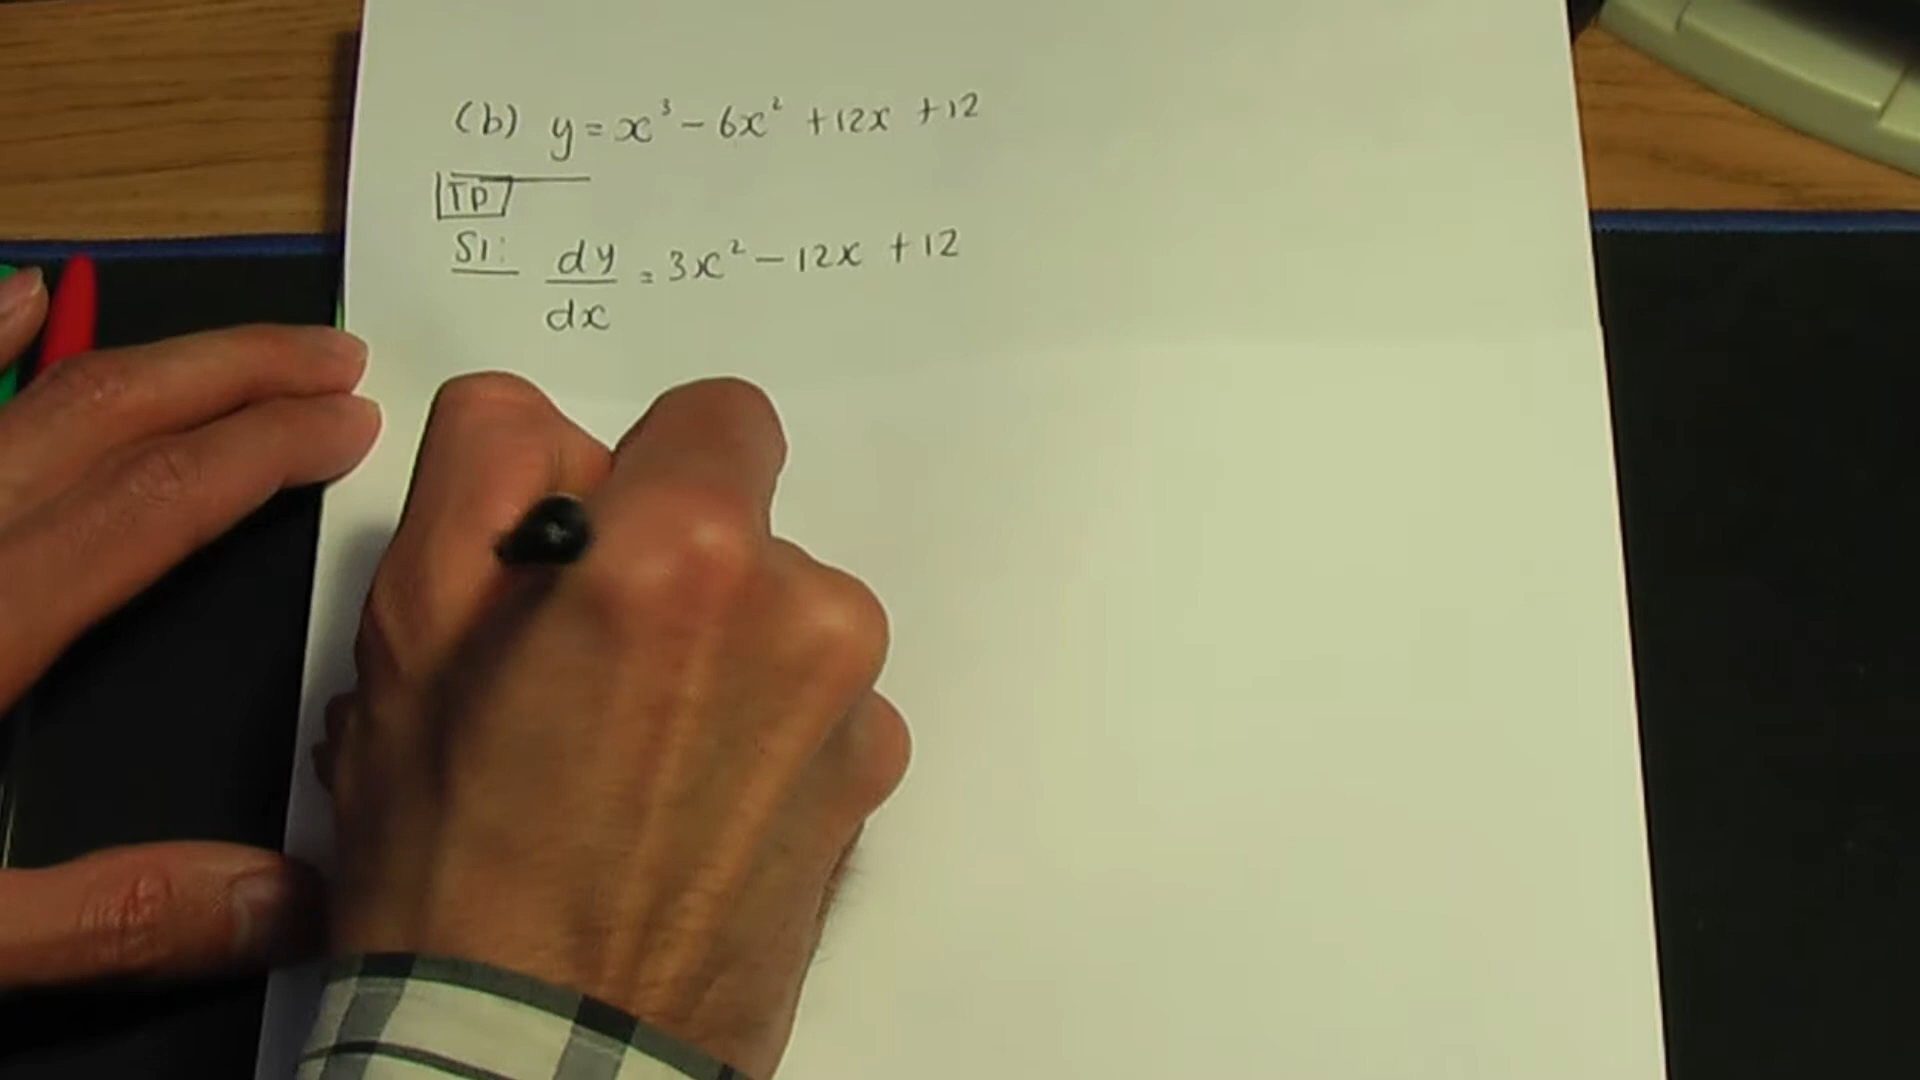 (b) y = x³ - 6x² + 12x + 12
TP
S1: dy/dx = 3x² - 12x + 12